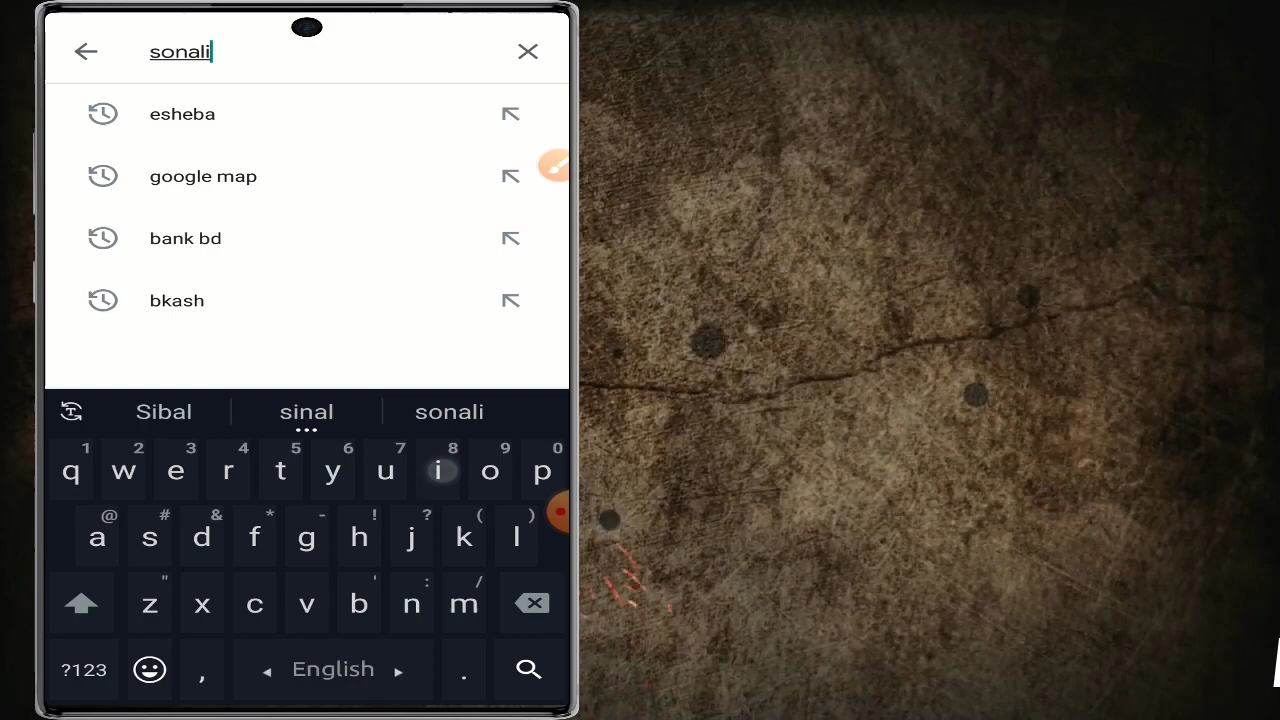 sonali
esheba
google map
bank bd
bkash
Sibal sinal sonali
1 2 3 4 5 6 7 8 9 0
q w e r t y u i o p
@ # & * - ! ? ( )
a s d f g h j k l
" ' : /
z x c v b n m
?123 , English .